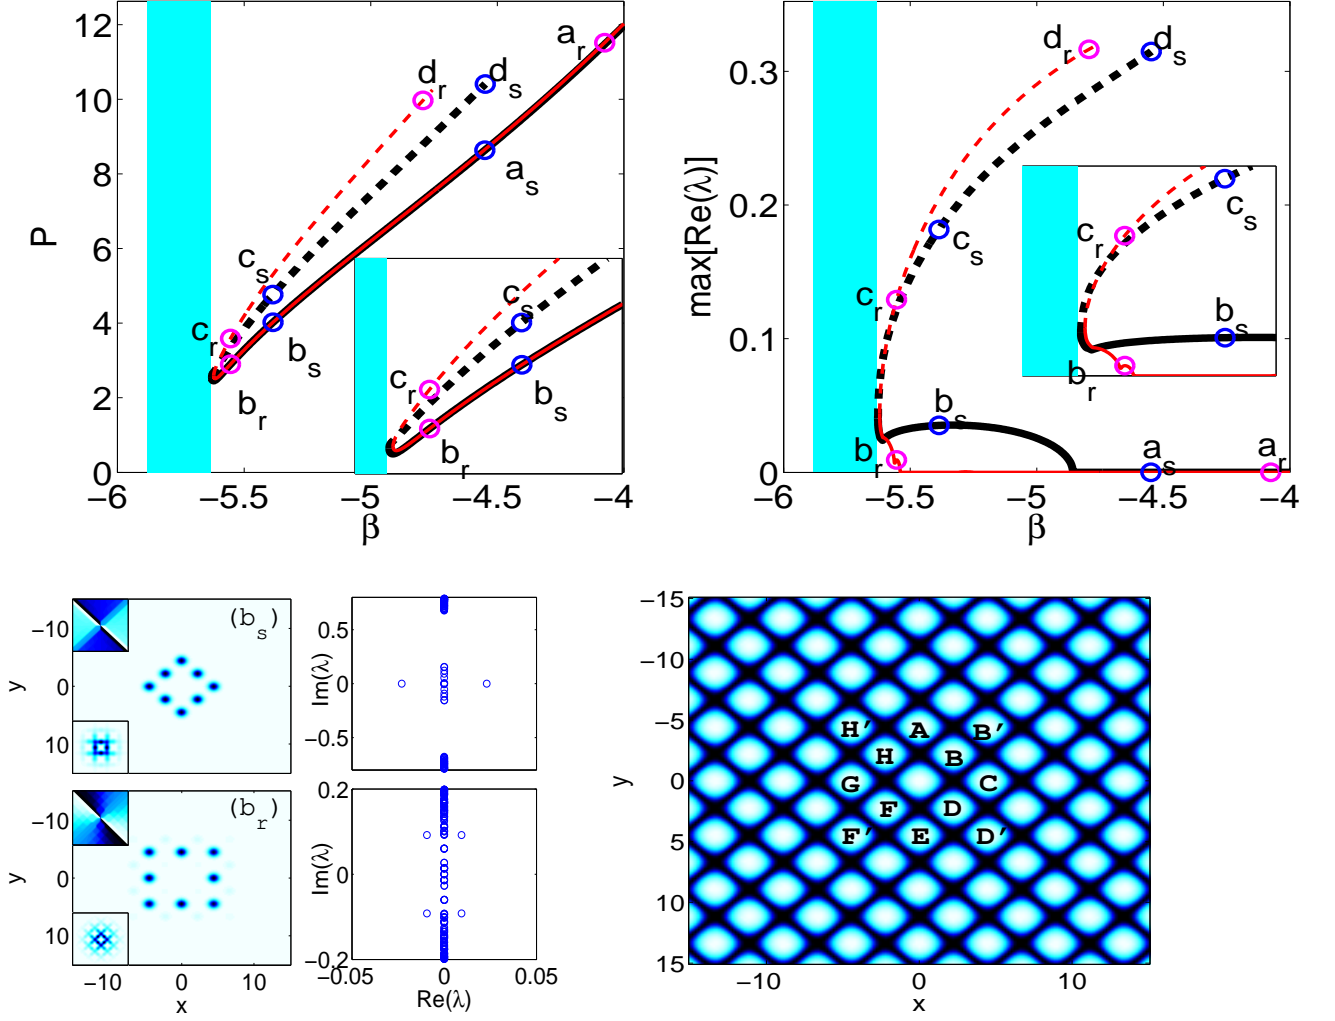 12
10
8
6
4
2
0
P
−6
−5.5
−5
−4.5
−4
β
a_r
d_r
d_s
a_s
c_s
c_r
b_s
b_r
c_s
c_r
b_s
b_r
0.3
0.2
0.1
0
max[Re(λ)]
−6
−5.5
−5
−4.5
−4
β
d_r
d_s
c_s
c_r
b_s
b_r
a_s
a_r
c_s
c_r
b_s
b_r
−10
0
10
y
(b_s)
0.5
0
−0.5
Im(λ)
−10
0
10
y
(b_r)
−10
0
10
x
0.2
0
−0.2
Im(λ)
−0.05
0
0.05
Re(λ)
−15
−10
−5
0
5
10
15
y
H′ A B′
H B
G C
F D
F′ E D′
−10
0
10
x